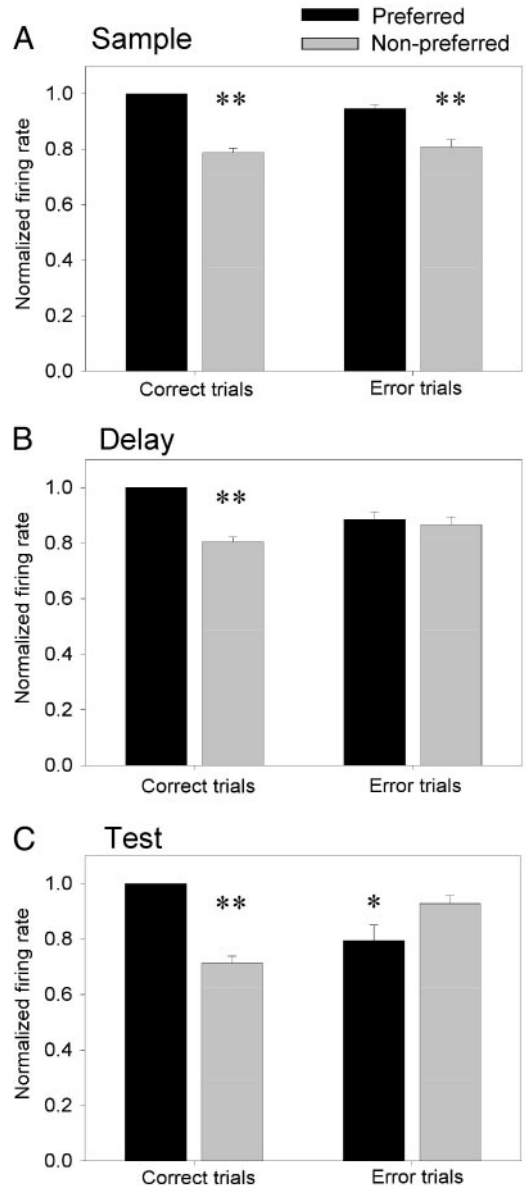 Preferred
Non-preferred
A Sample
Normalized firing rate
1.0
**
**
0.8
0.6
0.4
0.2
0.0
Correct trials Error trials
B Delay
Normalized firing rate
1.0
**
0.8
0.6
0.4
0.2
0.0
Correct trials Error trials
C Test
Normalized firing rate
1.0
**
*
0.8
0.6
0.4
0.2
0.0
Correct trials Error trials